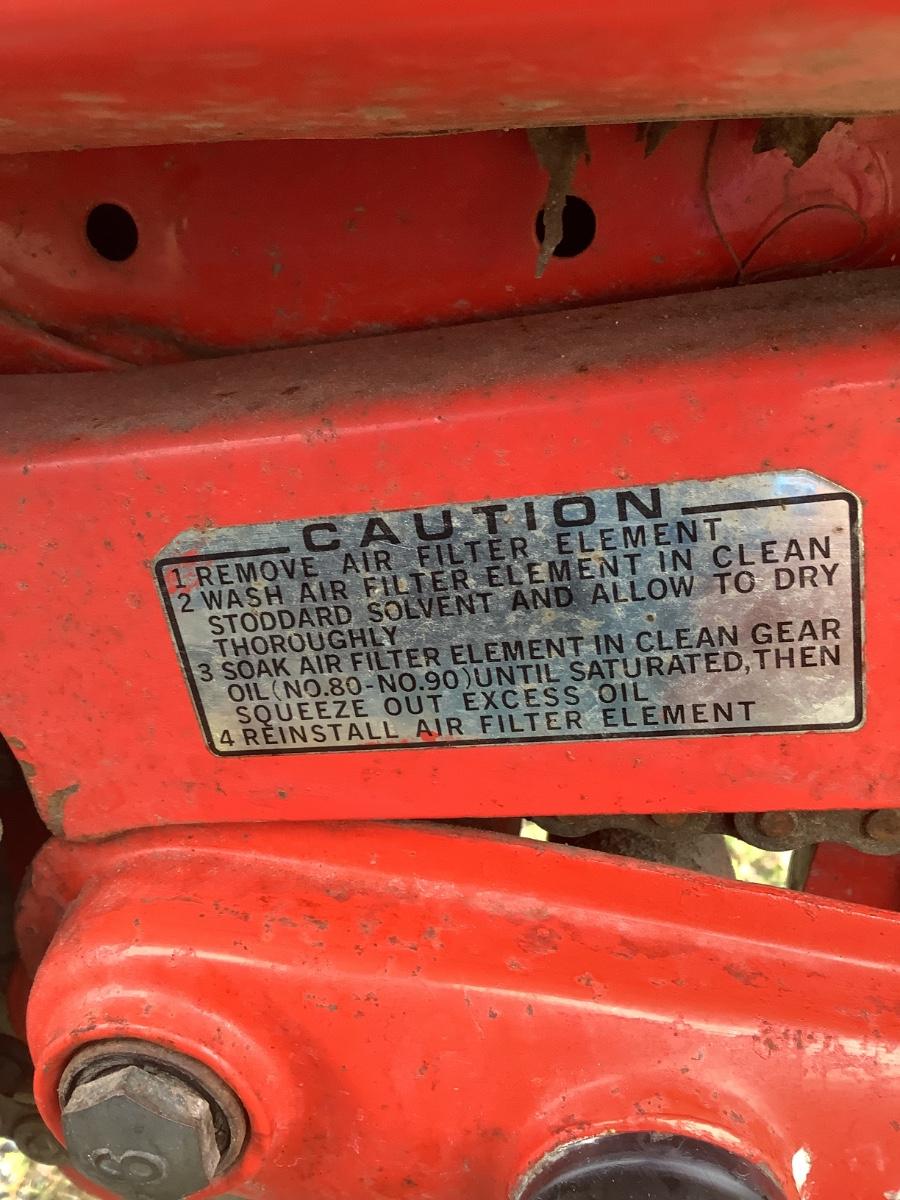 CAUTION
1 REMOVE AIR FILTER ELEMENT
2 WASH AIR FILTER ELEMENT IN CLEAN
STODDARD SOLVENT AND ALLOW TO DRY
THOROUGHLY
3 SOAK AIR FILTER ELEMENT IN CLEAN GEAR
OIL(NO.80-NO.90)UNTIL SATURATED,THEN
SQUEEZE OUT EXCESS OIL
4 REINSTALL AIR FILTER ELEMENT